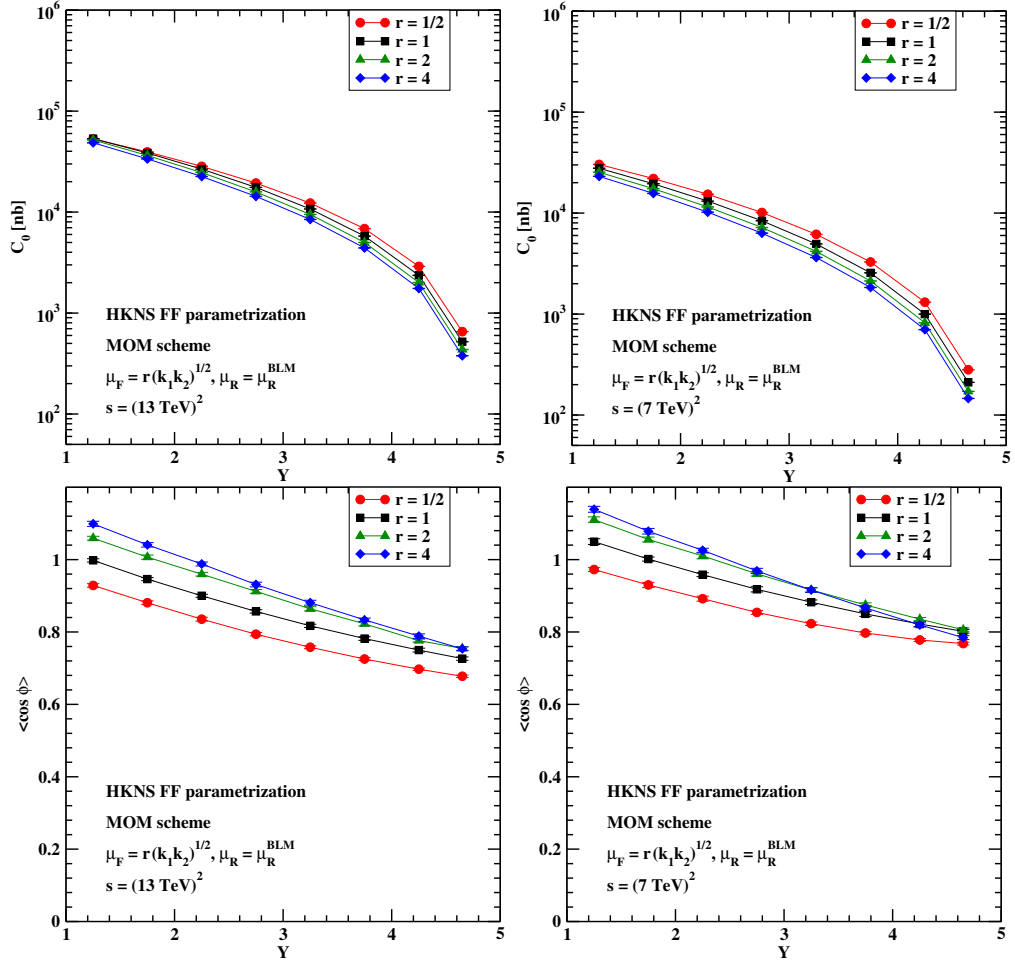 r = 1/2
r = 1
r = 2
r = 4
10^6
10^5
10^4
10^3
10^2
C_0 [nb]
HKNS FF parametrization
MOM scheme
μ_F = r (k_1k_2)^{1/2}, μ_R = μ_R^{BLM}
s = (13 TeV)^2
1 2 3 4 5
Y
r = 1/2
r = 1
r = 2
r = 4
10^6
10^5
10^4
10^3
10^2
C_0 [nb]
HKNS FF parametrization
MOM scheme
μ_F = r (k_1k_2)^{1/2}, μ_R = μ_R^{BLM}
s = (7 TeV)^2
1 2 3 4 5
Y
r = 1/2
r = 1
r = 2
r = 4
1
0.8
0.6
0.4
0.2
0
<cos ϕ>
HKNS FF parametrization
MOM scheme
μ_F = r (k_1k_2)^{1/2}, μ_R = μ_R^{BLM}
s = (13 TeV)^2
1 2 3 4 5
Y
r = 1/2
r = 1
r = 2
r = 4
1
0.8
0.6
0.4
0.2
0
<cos ϕ>
HKNS FF parametrization
MOM scheme
μ_F = r (k_1k_2)^{1/2}, μ_R = μ_R^{BLM}
s = (7 TeV)^2
1 2 3 4 5
Y